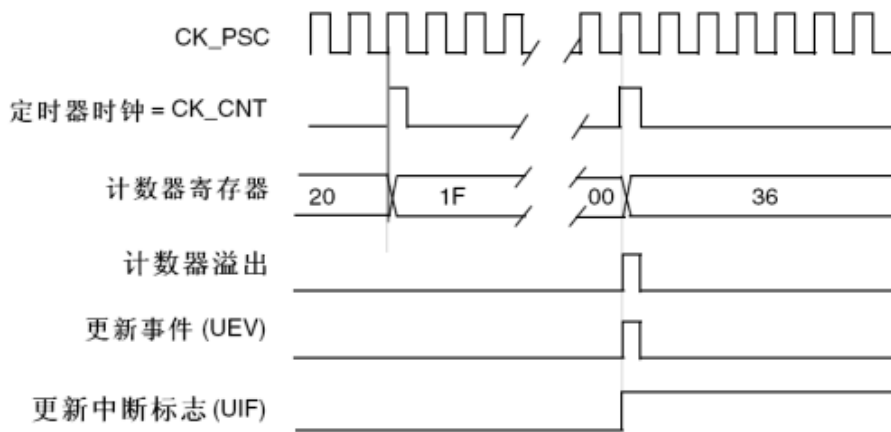 CK_PSC
定时器时钟 = CK_CNT
计数器寄存器 20 1F 00 36
计数器溢出
更新事件 (UEV)
更新中断标志 (UIF)